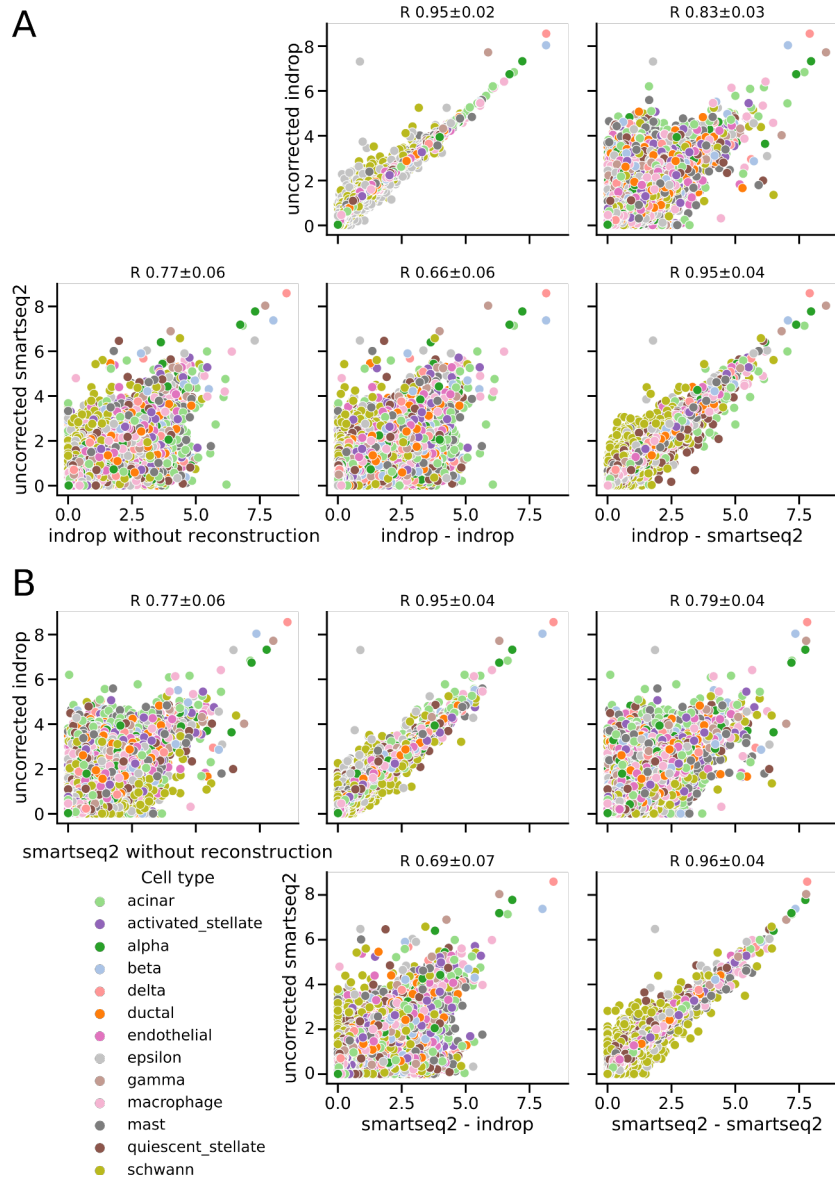 A
R 0.95±0.02
R 0.83±0.03
uncorrected indrop
8
6
4
2
0
R 0.77±0.06
R 0.66±0.06
R 0.95±0.04
uncorrected smartseq2
8
6
4
2
0
0.0 2.5 5.0 7.5
0.0 2.5 5.0 7.5
0.0 2.5 5.0 7.5
indrop without reconstruction
indrop - indrop
indrop - smartseq2
B
R 0.77±0.06
R 0.95±0.04
R 0.79±0.04
uncorrected indrop
8
6
4
2
0
smartseq2 without reconstruction
R 0.69±0.07
R 0.96±0.04
Cell type
acinar
activated_stellate
alpha
beta
delta
ductal
endothelial
epsilon
gamma
macrophage
mast
quiescent_stellate
schwann
uncorrected smartseq2
8
6
4
2
0
0.0 2.5 5.0 7.5
0.0 2.5 5.0 7.5
smartseq2 - indrop
smartseq2 - smartseq2